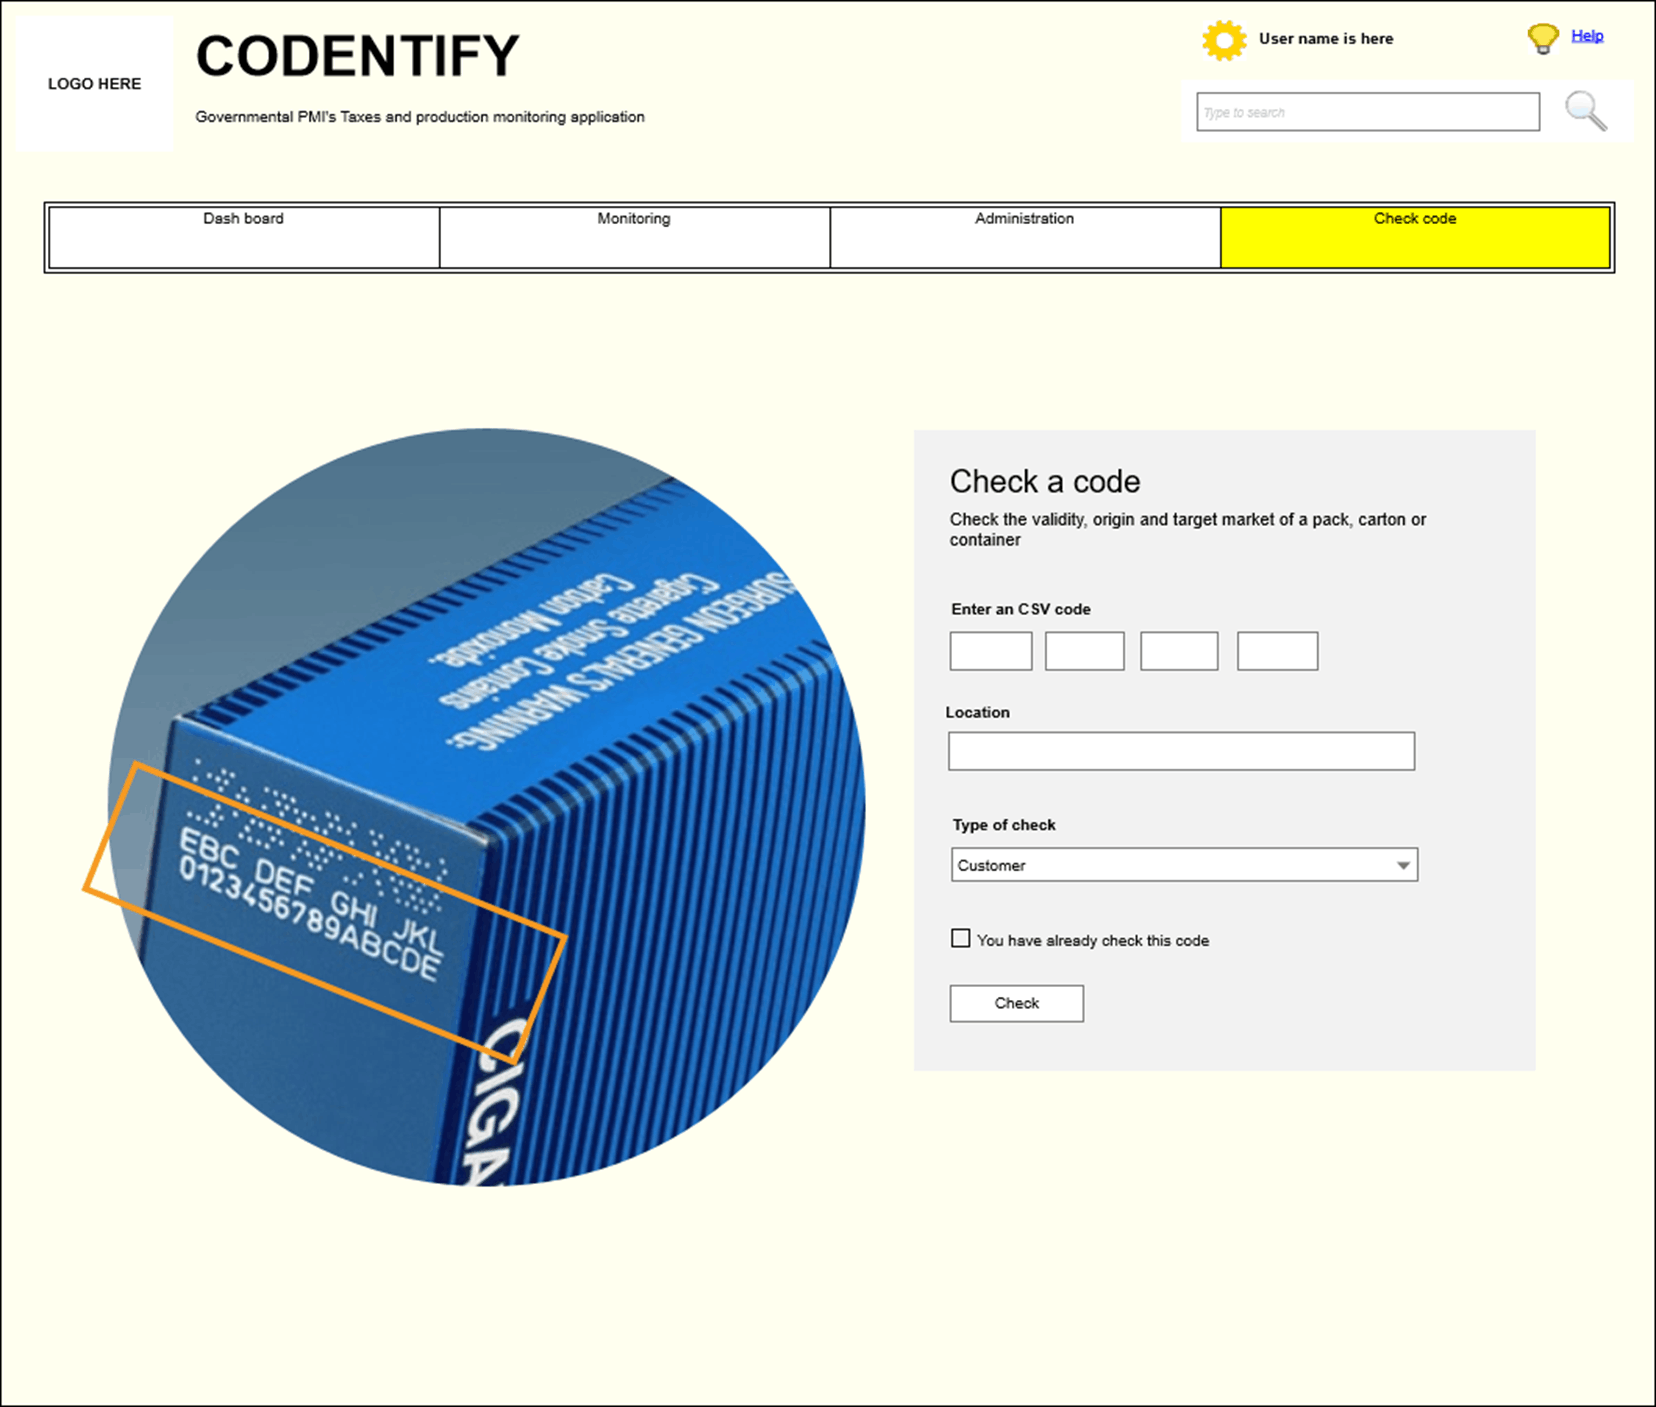 LOGO HERE
CODENTIFY
Governmental PMI's Taxes and production monitoring application
User name is here
Help
Type to search
Dash board
Monitoring
Administration
Check code
SURGEON GENERAL'S WARNING:
Cigarette Smoke Contains
Carbon Monoxide.
EBC DEF GHI JKL
0123456789ABCDE
CIGA
Check a code
Check the validity, origin and target market of a pack, carton or
container
Enter an CSV code
Location
Type of check
Customer
You have already check this code
Check